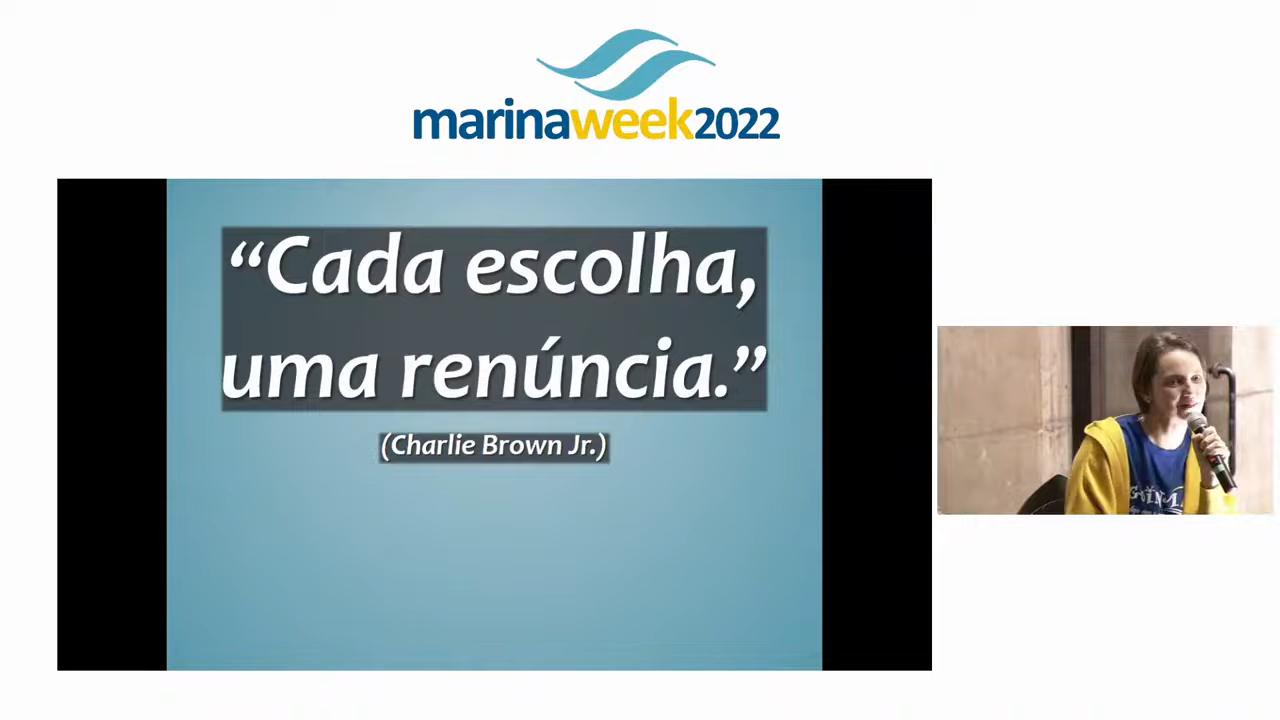 marinaweek2022
“Cada escolha,
uma renúncia.”
(Charlie Brown Jr.)